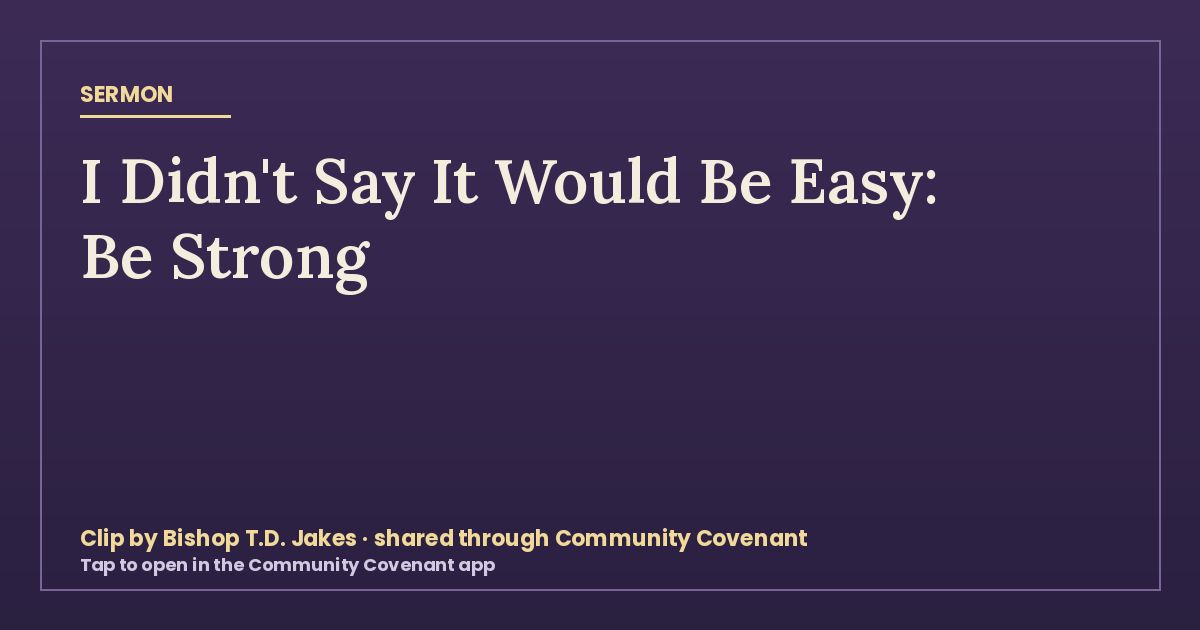 SERMON
I Didn't Say It Would Be Easy:
Be Strong
Clip by Bishop T.D. Jakes · shared through Community Covenant
Tap to open in the Community Covenant app